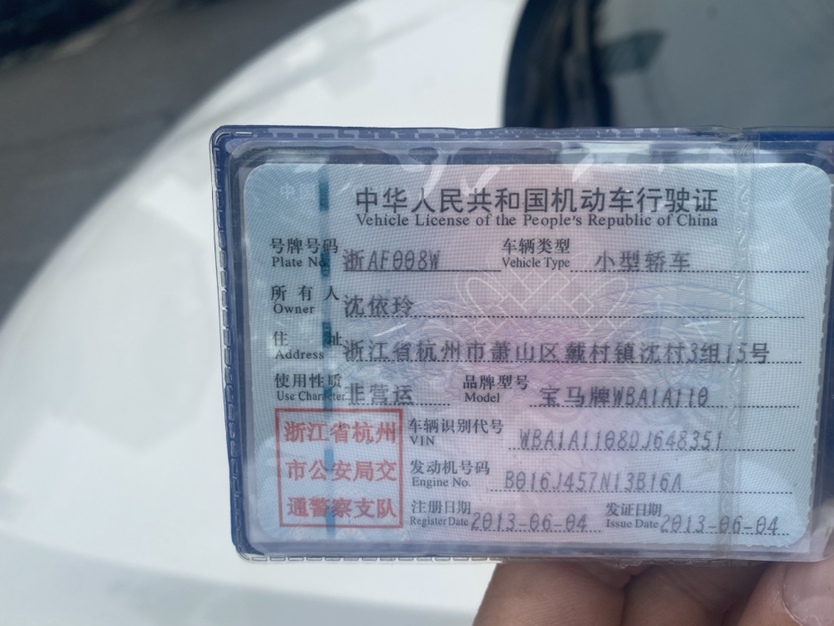 中华人民共和国机动车行驶证
Vehicle License of the People's Republic of China
号牌号码 浙AF008W 车辆类型 小型轿车
Plate No. Vehicle Type
所有人 沈依玲
Owner
住址 浙江省杭州市萧山区戴村镇沈村3组15号
Address
使用性质 非营运 品牌型号 宝马牌WBA1A110
Use Character Model
浙江省杭州
市公安局交
通警察支队
车辆识别代号 WBA1A1108DJ648351
VIN
发动机号码 B016J457N13B16A
Engine No.
注册日期 2013-06-04 发证日期 2013-06-04
Register Date Issue Date